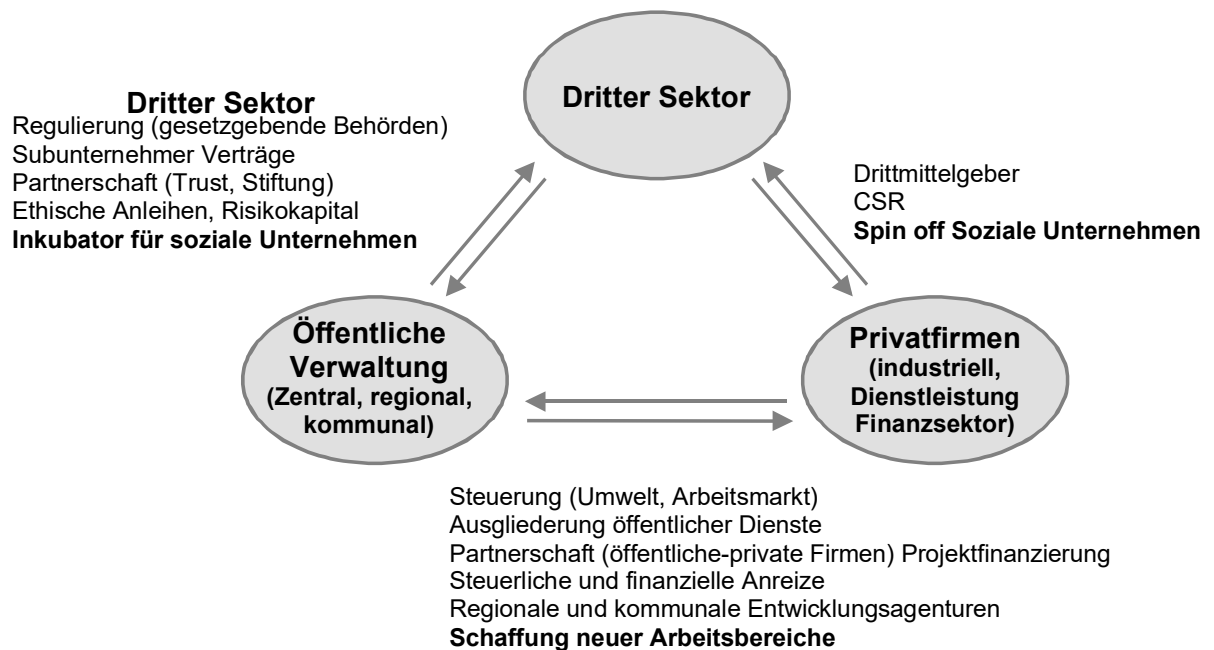 Dritter Sektor
Dritter Sektor
Regulierung (gesetzgebende Behörden)
Subunternehmer Verträge
Partnerschaft (Trust, Stiftung)
Ethische Anleihen, Risikokapital
Inkubator für soziale Unternehmen
Drittmittelgeber
CSR
Spin off Soziale Unternehmen
Öffentliche
Verwaltung
(Zentral, regional,
kommunal)
Privatfirmen
(industriell,
Dienstleistung
Finanzsektor)
Steuerung (Umwelt, Arbeitsmarkt)
Ausgliederung öffentlicher Dienste
Partnerschaft (öffentliche-private Firmen) Projektfinanzierung
Steuerliche und finanzielle Anreize
Regionale und kommunale Entwicklungsagenturen
Schaffung neuer Arbeitsbereiche